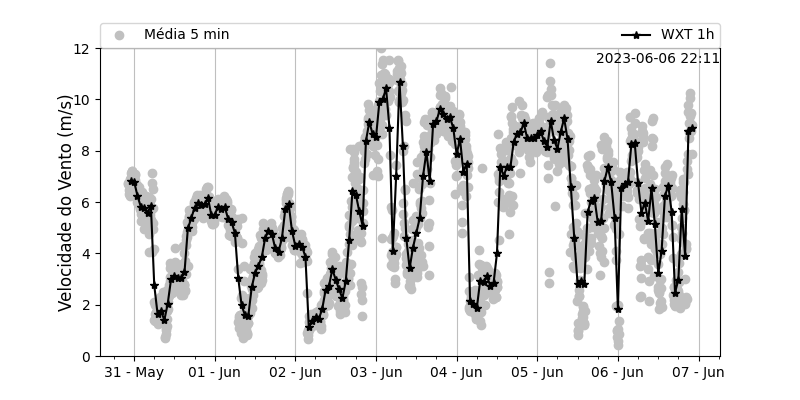 Média 5 min
WXT 1h
2023-06-06 22:11
Velocidade do Vento (m/s)
12
10
8
6
4
2
0
31 - May
01 - Jun
02 - Jun
03 - Jun
04 - Jun
05 - Jun
06 - Jun
07 - Jun